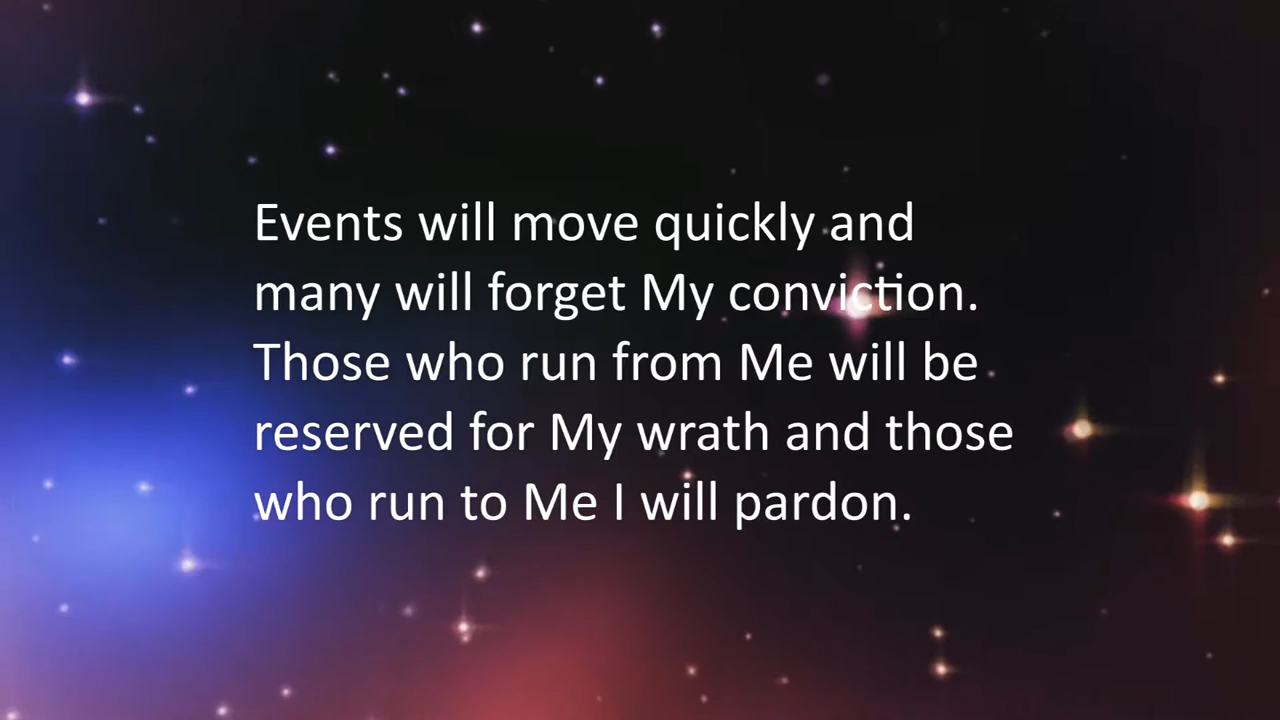 Events will move quickly and
many will forget My conviction.
Those who run from Me will be
reserved for My wrath and those
who run to Me I will pardon.